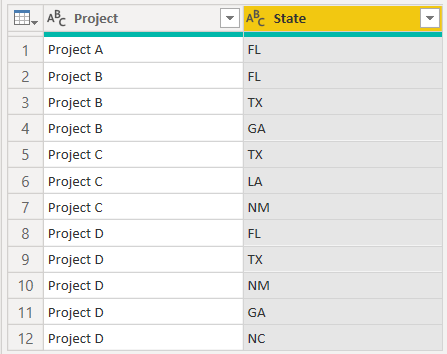 ABC Project ABC State
1 Project A FL
2 Project B FL
3 Project B TX
4 Project B GA
5 Project C TX
6 Project C LA
7 Project C NM
8 Project D FL
9 Project D TX
10 Project D NM
11 Project D GA
12 Project D NC